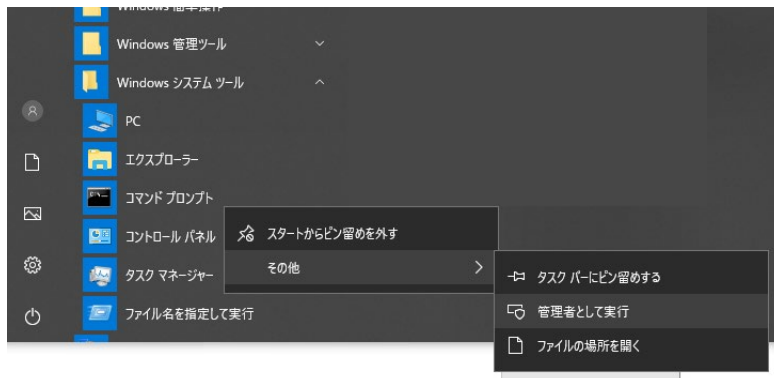 Windows 簡単操作
Windows 管理ツール
Windows システム ツール
PC
エクスプローラー
コマンド プロンプト
コントロール パネル
タスク マネージャー
ファイル名を指定して実行
スタートからピン留めを外す
その他
タスク バーにピン留めする
管理者として実行
ファイルの場所を開く